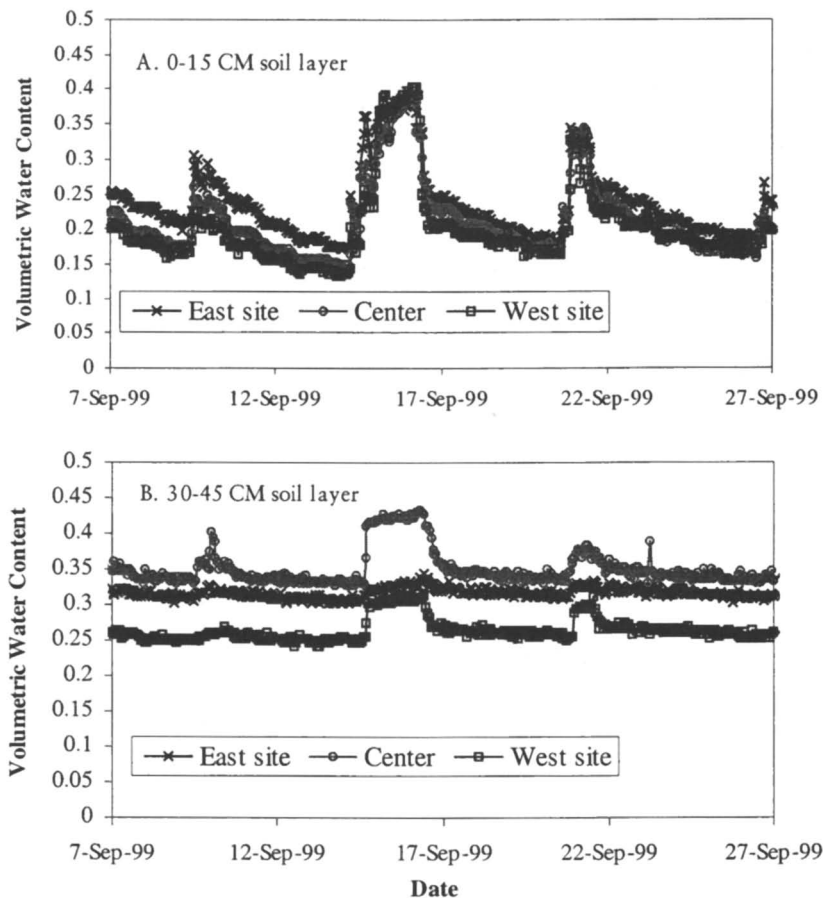 0.5
0.45
0.4
0.35
0.3
0.25
0.2
0.15
0.1
0.05
0
Volumetric Water Content
A. 0-15 CM soil layer
East site Center West site
7-Sep-99 12-Sep-99 17-Sep-99 22-Sep-99 27-Sep-99
0.5
0.45
0.4
0.35
0.3
0.25
0.2
0.15
0.1
0.05
0
Volumetric Water Content
B. 30-45 CM soil layer
East site Center West site
7-Sep-99 12-Sep-99 17-Sep-99 22-Sep-99 27-Sep-99
Date